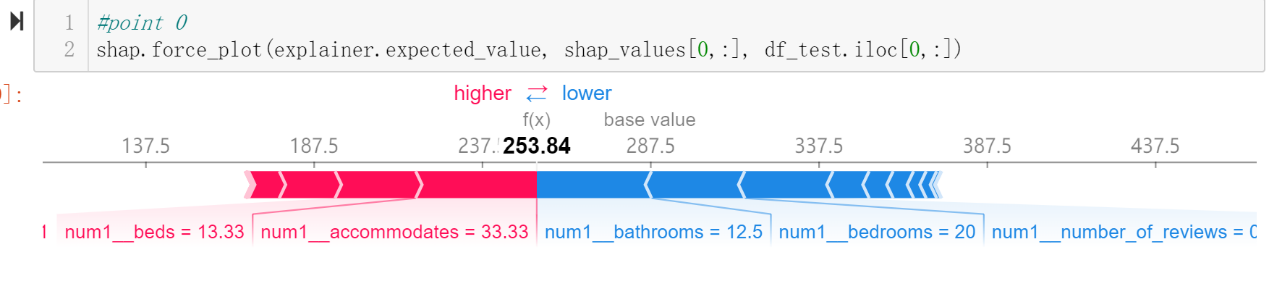 1 #point 0
2 shap.force_plot(explainer.expected_value, shap_values[0,:], df_test.iloc[0,:])
]:
higher ⇄ lower
f(x) base value
137.5 187.5 237. 253.84 287.5 337.5 387.5 437.5
1 num1__beds = 13.33 num1__accommodates = 33.33 num1__bathrooms = 12.5 num1__bedrooms = 20 num1__number_of_reviews = 0